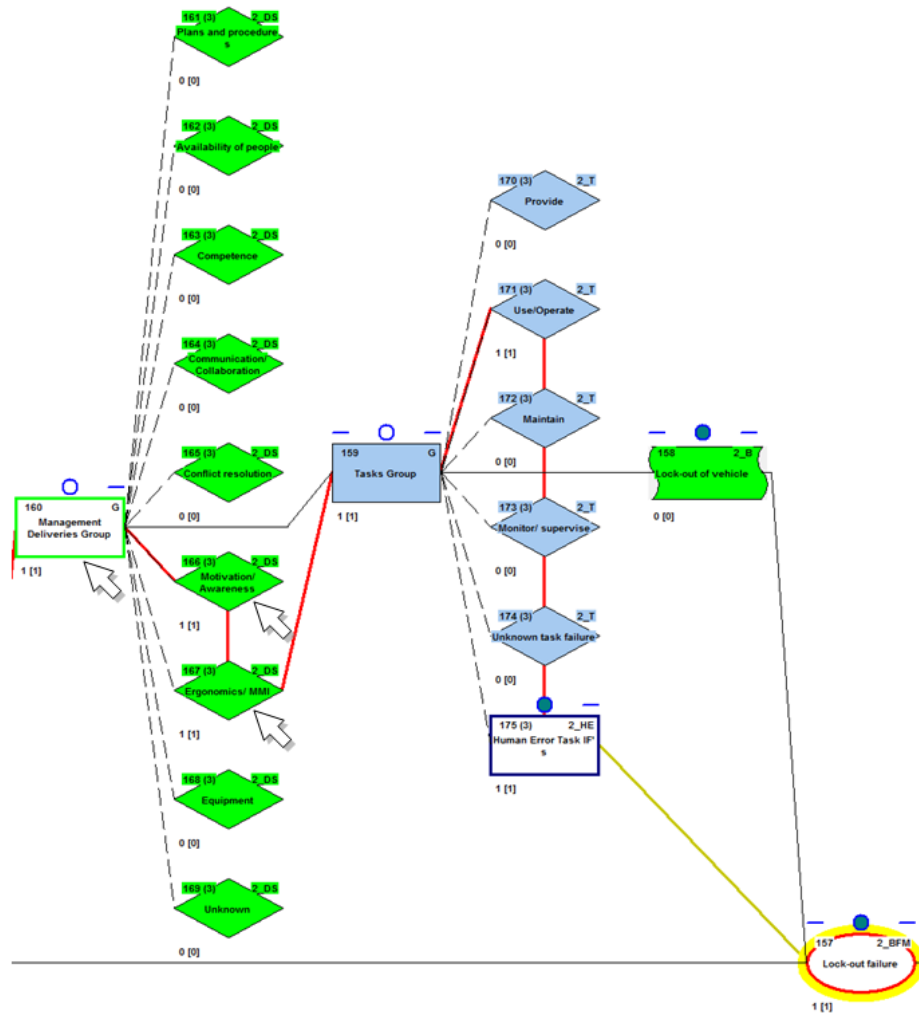 161 (3) 2_DS
Plans and procedure
s
0 [0]
162 (3) 2_DS
Availability of people
0 [0]
163 (3) 2_DS
Competence
0 [0]
164 (3) 2_DS
Communication/
Collaboration
0 [0]
165 (3) 2_DS
Conflict resolution
0 [0]
160 G
Management
Deliveries Group
1 [1]
166 (3) 2_DS
Motivation/
Awareness
1 [1]
167 (3) 2_DS
Ergonomics/ MMI
1 [1]
168 (3) 2_DS
Equipment
0 [0]
169 (3) 2_DS
Unknown
0 [0]
159 G
Tasks Group
1 [1]
170 (3) 2_T
Provide
0 [0]
171 (3) 2_T
Use/Operate
1 [1]
172 (3) 2_T
Maintain
0 [0]
173 (3) 2_T
Monitor/ supervise
0 [0]
174 (3) 2_T
Unknown task failure
0 [0]
175 (3) 2_HE
Human Error Task IF'
s
1 [1]
158 2_B
Lock-out of vehicle
0 [0]
157 2_BFM
Lock-out failure
1 [1]